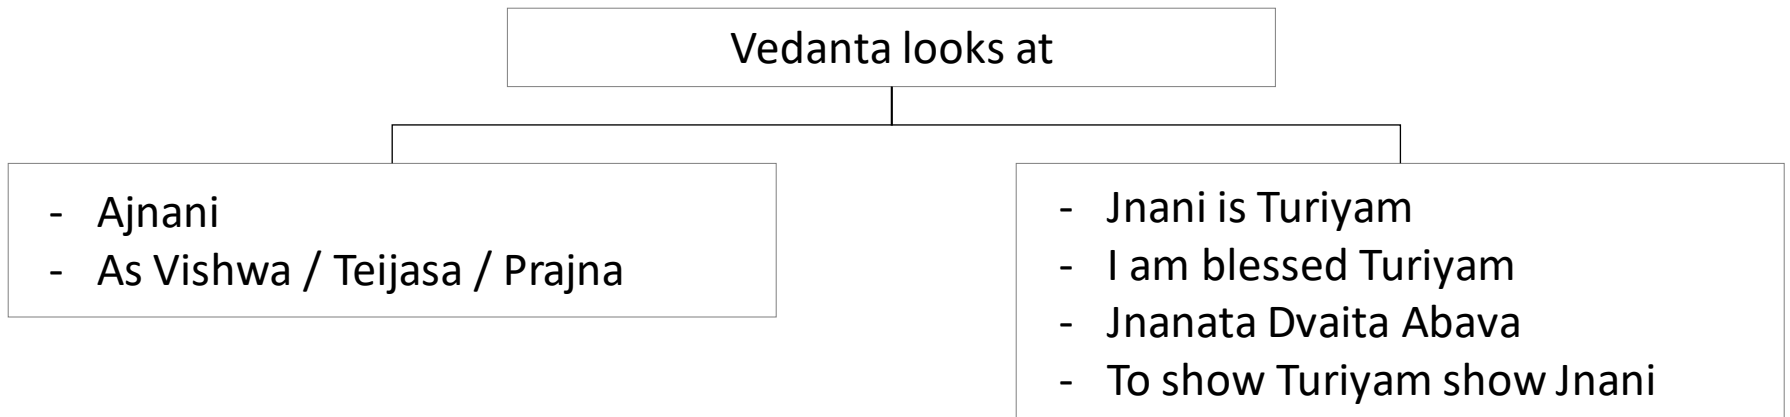 Vedanta looks at
- Ajnani
- As Vishwa / Teijasa / Prajna
- Jnani is Turiyam
- I am blessed Turiyam
- Jnanata Dvaita Abava
- To show Turiyam show Jnani